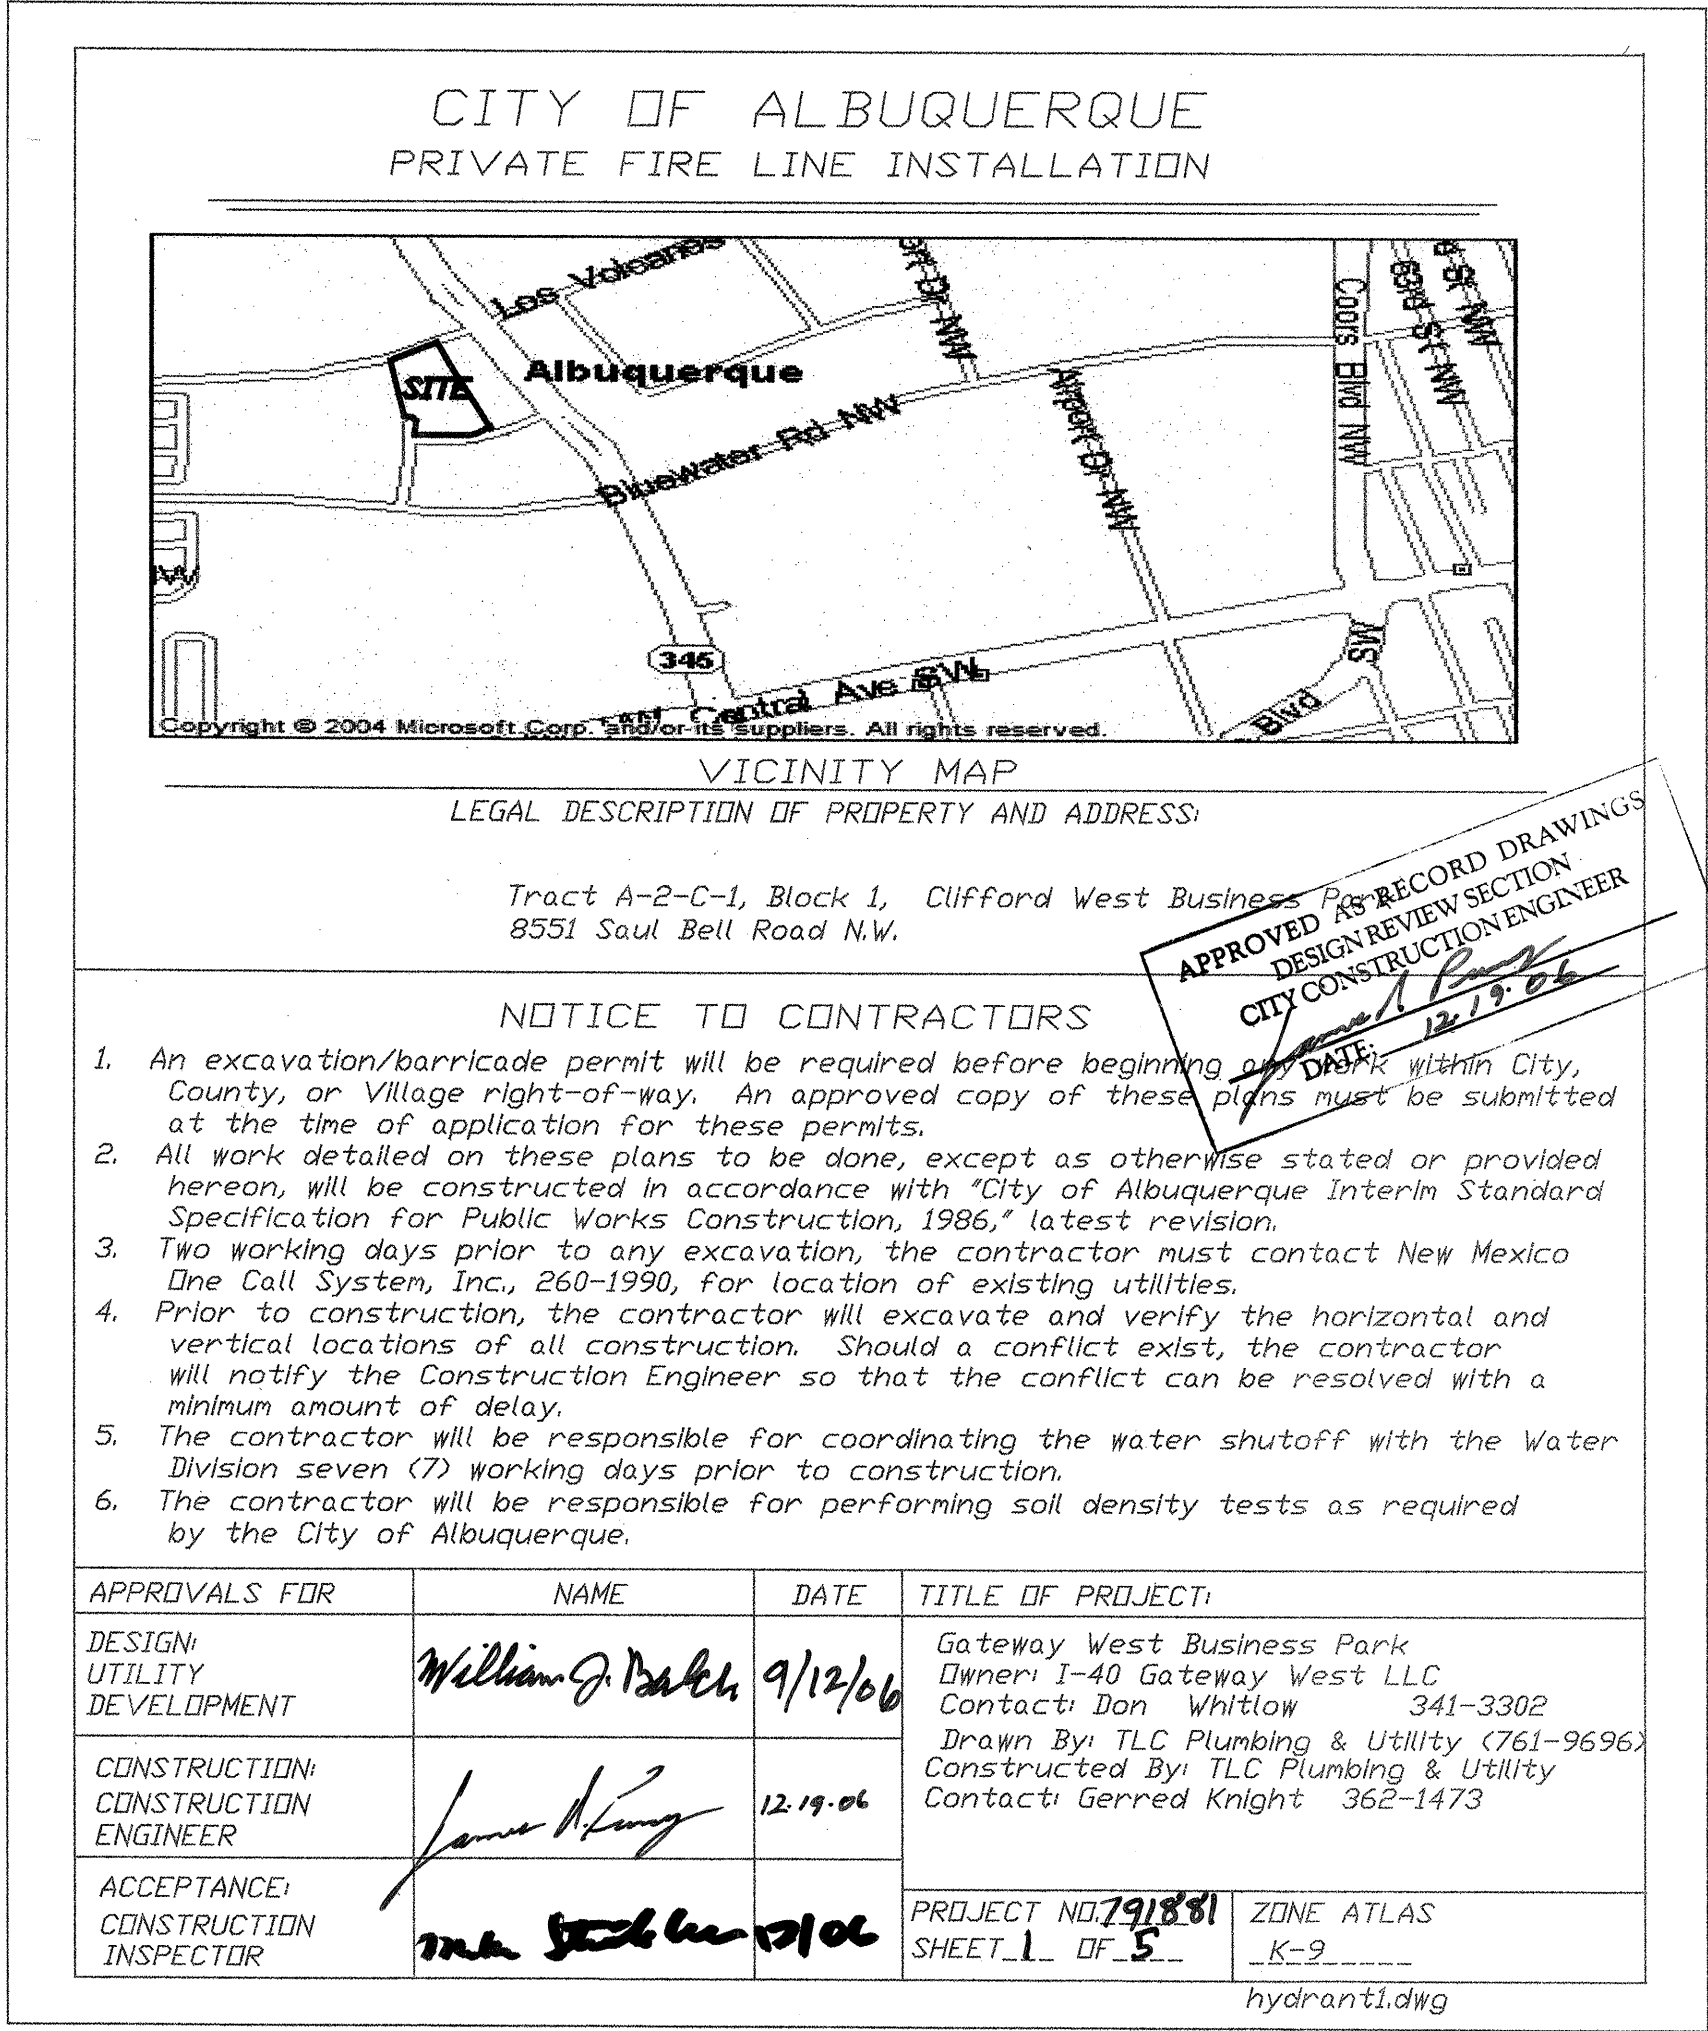 CITY OF ALBUQUERQUE
PRIVATE FIRE LINE INSTALLATION
Los Volcanos
Albuquerque
SITE
Bluewater Rd NW
Dr NW
Airport Dr NW
Coors Blvd NW
63rd St NW
St NW
345
Central Ave SW
SW
Blvd
Copyright © 2004 Microsoft Corp. and/or its suppliers. All rights reserved.
VICINITY MAP
LEGAL DESCRIPTION OF PROPERTY AND ADDRESS:
Tract A-2-C-1, Block 1, Clifford West Business Park
8551 Saul Bell Road N.W.
APPROVED AS RECORD DRAWINGS
DESIGN REVIEW SECTION
CITY CONSTRUCTION ENGINEER
DATE: 12.19.06
NOTICE TO CONTRACTORS
1. An excavation/barricade permit will be required before beginning any work within City,
County, or Village right-of-way. An approved copy of these plans must be submitted
at the time of application for these permits.
2. All work detailed on these plans to be done, except as otherwise stated or provided
hereon, will be constructed in accordance with "City of Albuquerque Interim Standard
Specification for Public Works Construction, 1986," latest revision.
3. Two working days prior to any excavation, the contractor must contact New Mexico
One Call System, Inc., 260-1990, for location of existing utilities.
4. Prior to construction, the contractor will excavate and verify the horizontal and
vertical locations of all construction. Should a conflict exist, the contractor
will notify the Construction Engineer so that the conflict can be resolved with a
minimum amount of delay.
5. The contractor will be responsible for coordinating the water shutoff with the Water
Division seven (7) working days prior to construction.
6. The contractor will be responsible for performing soil density tests as required
by the City of Albuquerque.
APPROVALS FOR NAME DATE TITLE OF PROJECT:
DESIGN:
UTILITY
DEVELOPMENT
William J. Balch 9/12/06
CONSTRUCTION:
CONSTRUCTION
ENGINEER
James 12.19.06
ACCEPTANCE:
CONSTRUCTION
INSPECTOR
12/06
Gateway West Business Park
Owner: I-40 Gateway West LLC
Contact: Don Whitlow 341-3302
Drawn By: TLC Plumbing & Utility (761-9696)
Constructed By: TLC Plumbing & Utility
Contact: Gerred Knight 362-1473
PROJECT NO. 791881
SHEET 1 OF 5
ZONE ATLAS
K-9
hydrant1.dwg